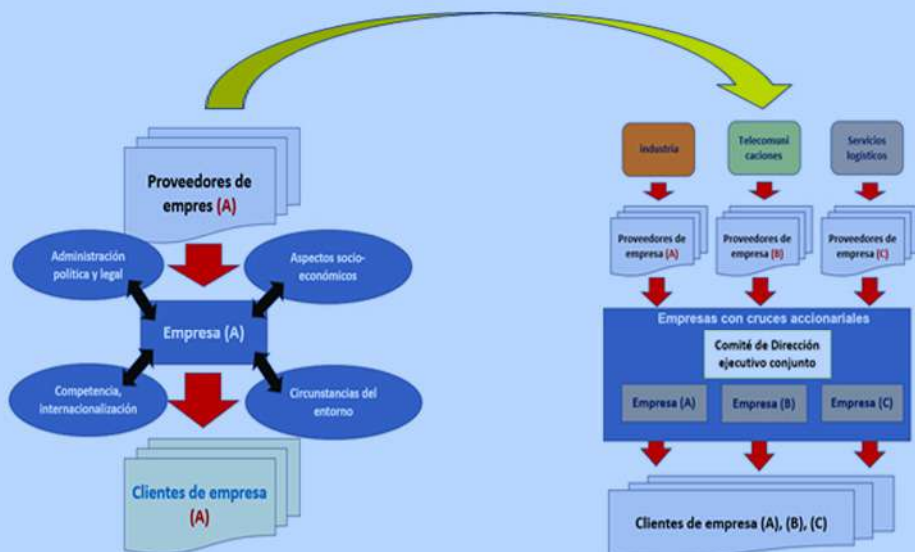 Proveedores de
empres (A)
Administración
política y legal
Aspectos socio-
económicos
Empresa (A)
Competencia,
internacionalización
Circunstancias del
entorno
Clientes de empresa
(A)
industria
Telecomuni
caciones
Servicios
logísticos
Proveedores de
empresa (A)
Proveedores de
empresa (B)
Proveedores de
empresa (C)
Empresas con cruces accionariales
Comité de Dirección
ejecutivo conjunto
Empresa (A)
Empresa (B)
Empresa (C)
Clientes de empresa (A), (B), (C)